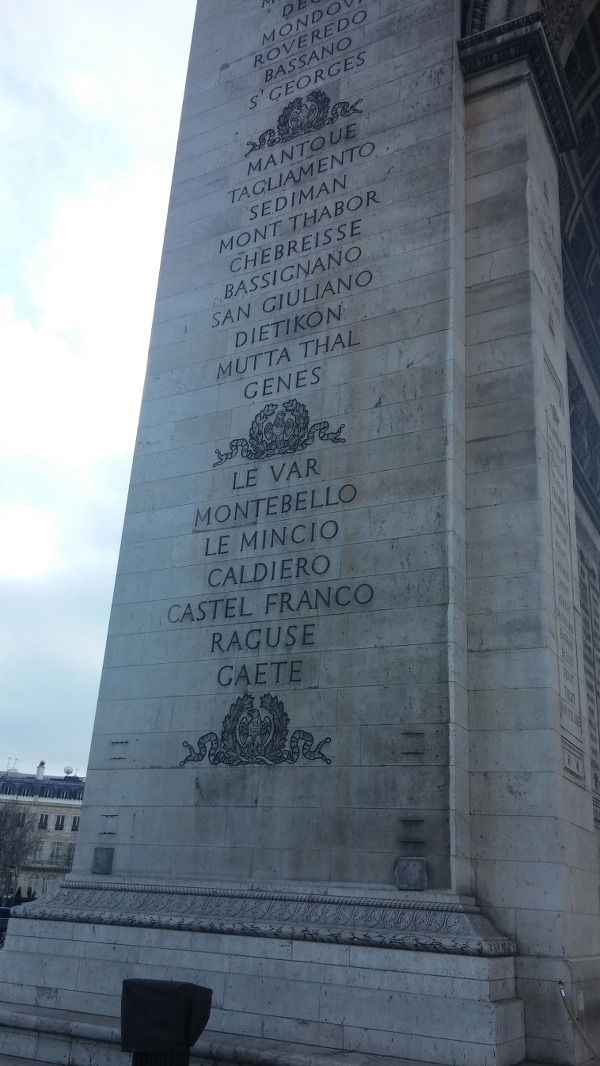 MONDOVI
ROVEREDO
BASSANO
S' GEORGES
MANTOUE
TAGLIAMENTO
SEDIMAN
MONT THABOR
CHEBREISSE
BASSIGNANO
SAN GIULIANO
DIETIKON
MUTTA THAL
GENES
LE VAR
MONTEBELLO
LE MINCIO
CALDIERO
CASTEL FRANCO
RAGUSE
GAETE